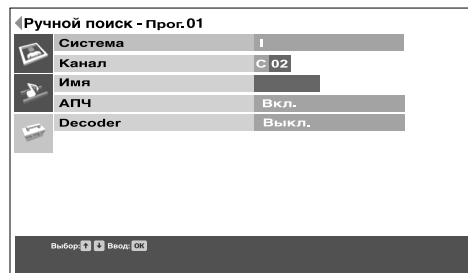 Ручной поиск - Прог. 01
Система I
Канал C 02
Имя
АПЧ Вкл.
Decoder Выкл.
Выбор: Ввод: OK